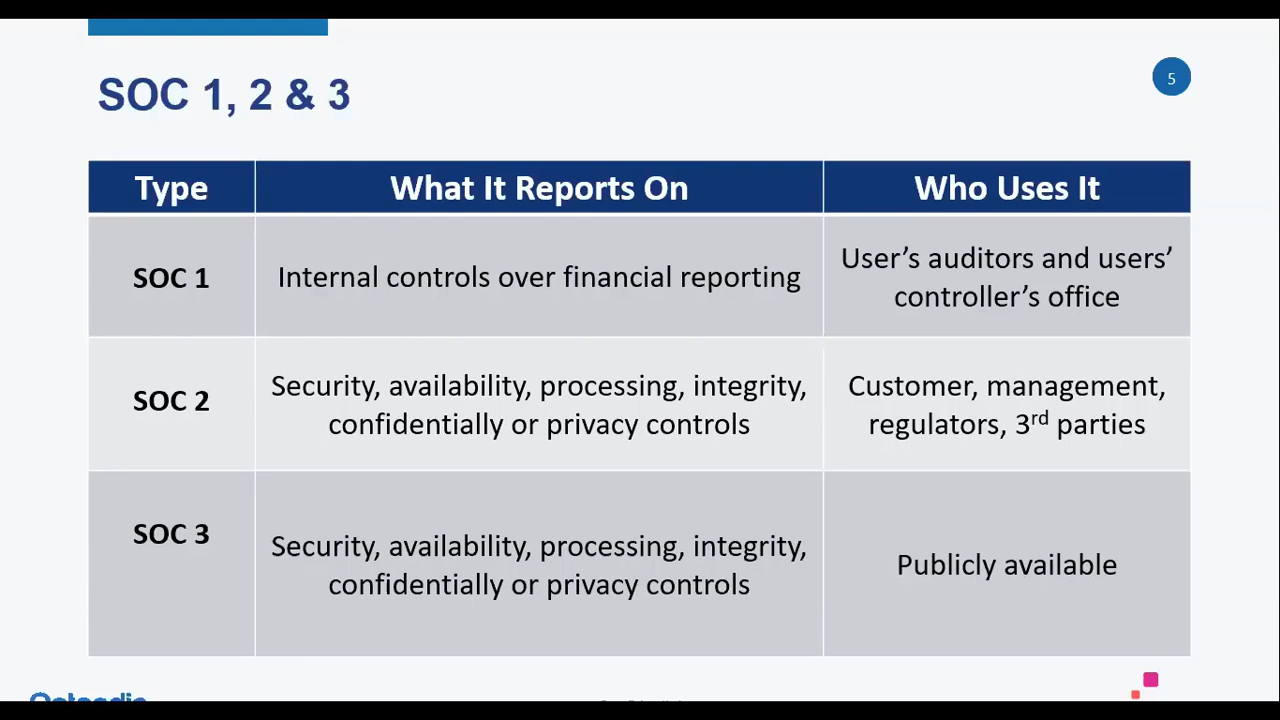 SOC 1, 2 & 3
5
Type
What It Reports On
Who Uses It
SOC 1
Internal controls over financial reporting
User’s auditors and users’
controller’s office
SOC 2
Security, availability, processing, integrity,
confidentially or privacy controls
Customer, management,
regulators, 3rd parties
SOC 3
Security, availability, processing, integrity,
confidentially or privacy controls
Publicly available